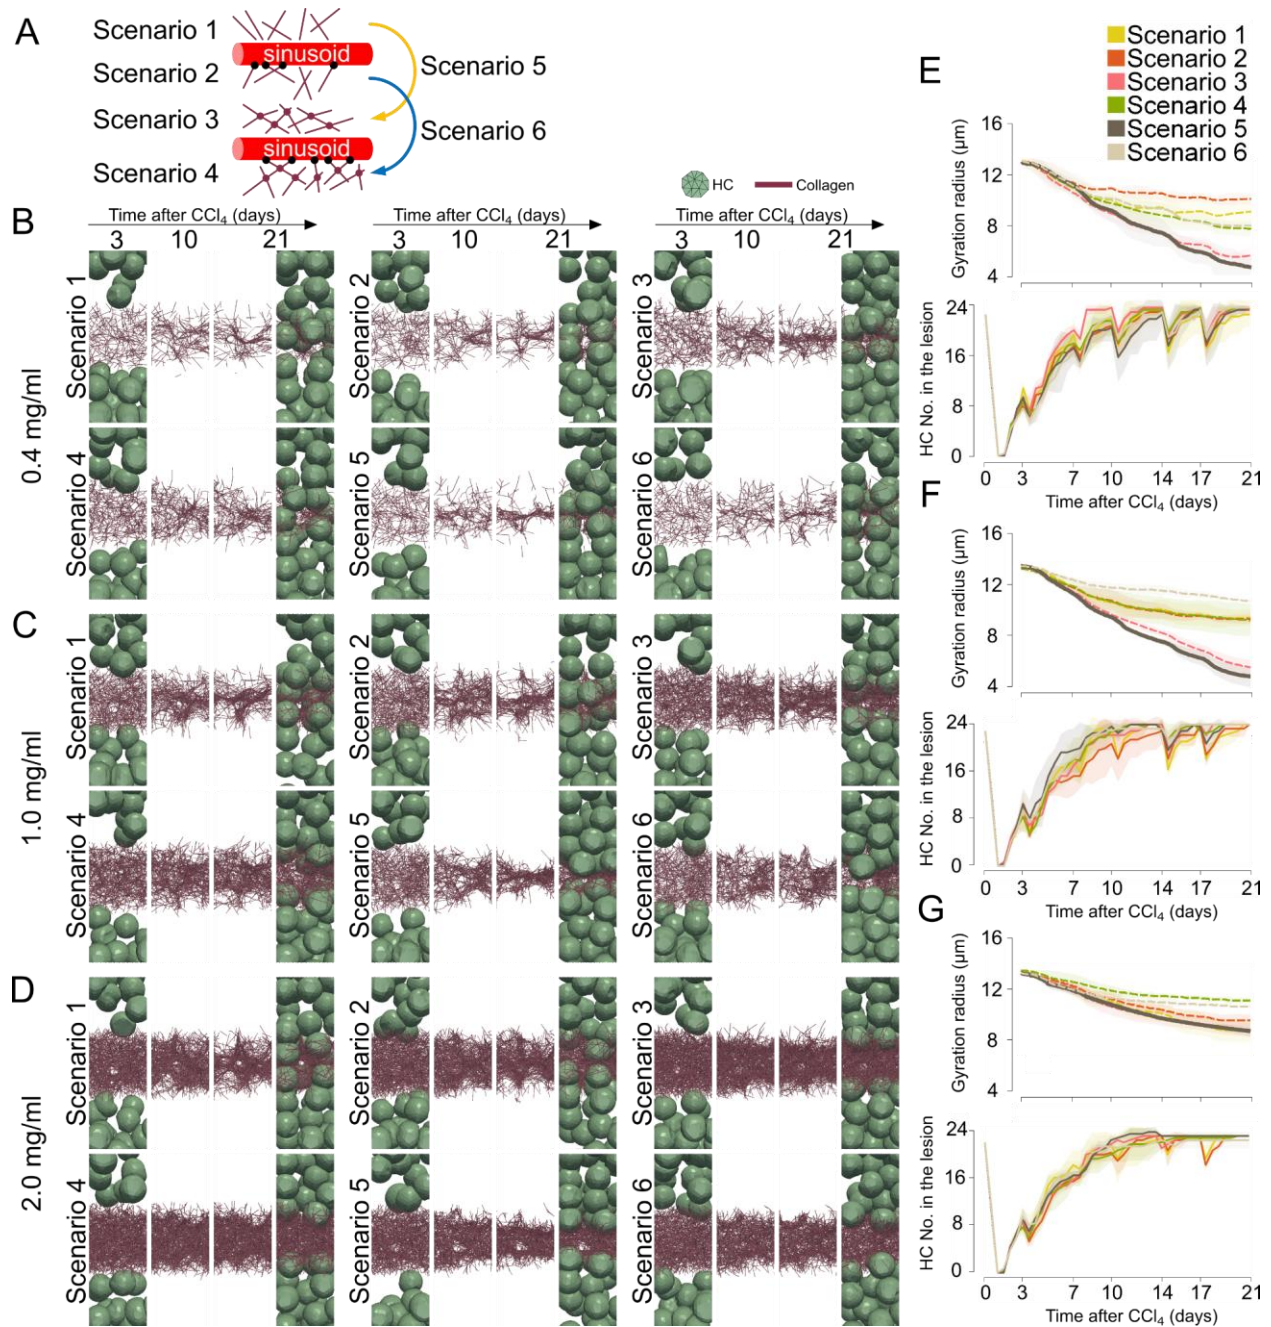 A
Scenario 1
sinusoid
Scenario 2
Scenario 3
sinusoid
Scenario 4
Scenario 5
Scenario 6
HC
Collagen
B
Time after CCl₄ (days)
3 10 21
Time after CCl₄ (days)
3 10 21
Time after CCl₄ (days)
3 10 21
0.4 mg/ml
Scenario 1
Scenario 2
Scenario 3
Scenario 4
Scenario 5
Scenario 6
C
1.0 mg/ml
Scenario 1
Scenario 2
Scenario 3
Scenario 4
Scenario 5
Scenario 6
D
2.0 mg/ml
Scenario 1
Scenario 2
Scenario 3
Scenario 4
Scenario 5
Scenario 6
E
Scenario 1
Scenario 2
Scenario 3
Scenario 4
Scenario 5
Scenario 6
Gyration radius (µm)
16
12
8
4
HC No. in the lesion
24
16
8
0
0 3 7 10 14 17 21
Time after CCl₄ (days)
F
Gyration radius (µm)
16
12
8
4
HC No. in the lesion
24
16
8
0
0 3 7 10 14 17 21
Time after CCl₄ (days)
G
Gyration radius (µm)
16
12
8
4
HC No. in the lesion
24
16
8
0
0 3 7 10 14 17 21
Time after CCl₄ (days)